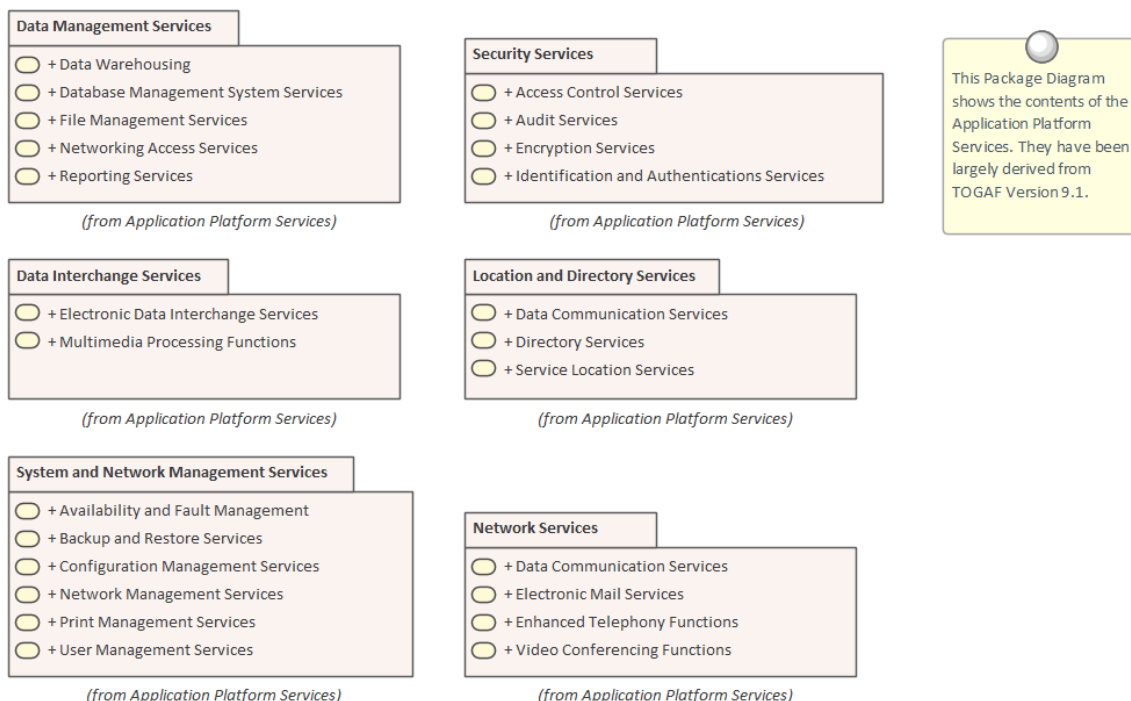 Data Management Services
+ Data Warehousing
+ Database Management System Services
+ File Management Services
+ Networking Access Services
+ Reporting Services
(from Application Platform Services)
Security Services
+ Access Control Services
+ Audit Services
+ Encryption Services
+ Identification and Authentications Services
(from Application Platform Services)
This Package Diagram
shows the contents of the
Application Platform
Services. They have been
largely derived from
TOGAF Version 9.1.
Data Interchange Services
+ Electronic Data Interchange Services
+ Multimedia Processing Functions
(from Application Platform Services)
Location and Directory Services
+ Data Communication Services
+ Directory Services
+ Service Location Services
(from Application Platform Services)
System and Network Management Services
+ Availability and Fault Management
+ Backup and Restore Services
+ Configuration Management Services
+ Network Management Services
+ Print Management Services
+ User Management Services
(from Application Platform Services)
Network Services
+ Data Communication Services
+ Electronic Mail Services
+ Enhanced Telephony Functions
+ Video Conferencing Functions
(from Application Platform Services)